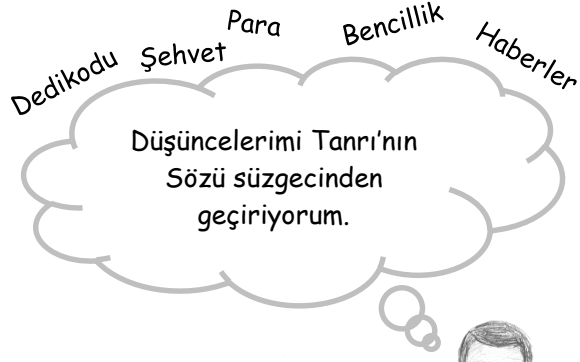 Dedikodu
Şehvet
Para
Bencillik
Haberler
Düşüncelerimi Tanrı'nın
Sözü süzgecinden
geçiriyorum.